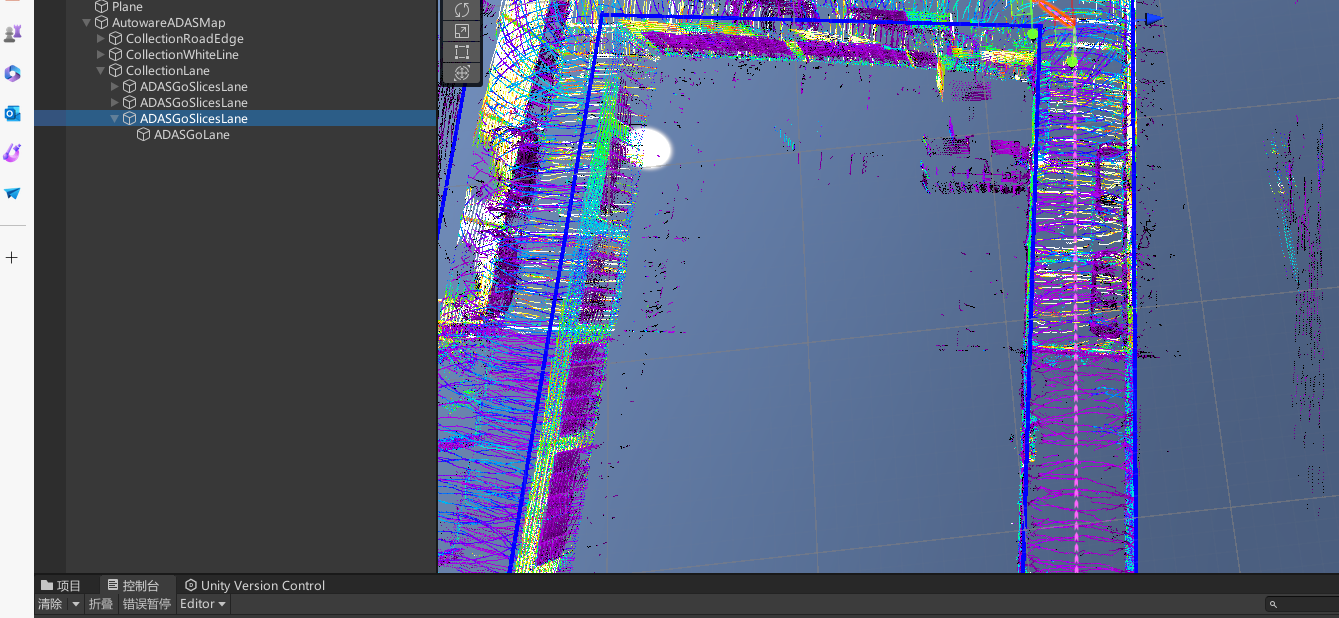 Plane
AutowareADASMap
CollectionRoadEdge
CollectionWhiteLine
CollectionLane
ADASGoSlicesLane
ADASGoSlicesLane
ADASGoSlicesLane
ADASGoLane
项目 控制台 Unity Version Control
清除 折叠 错误暂停 Editor